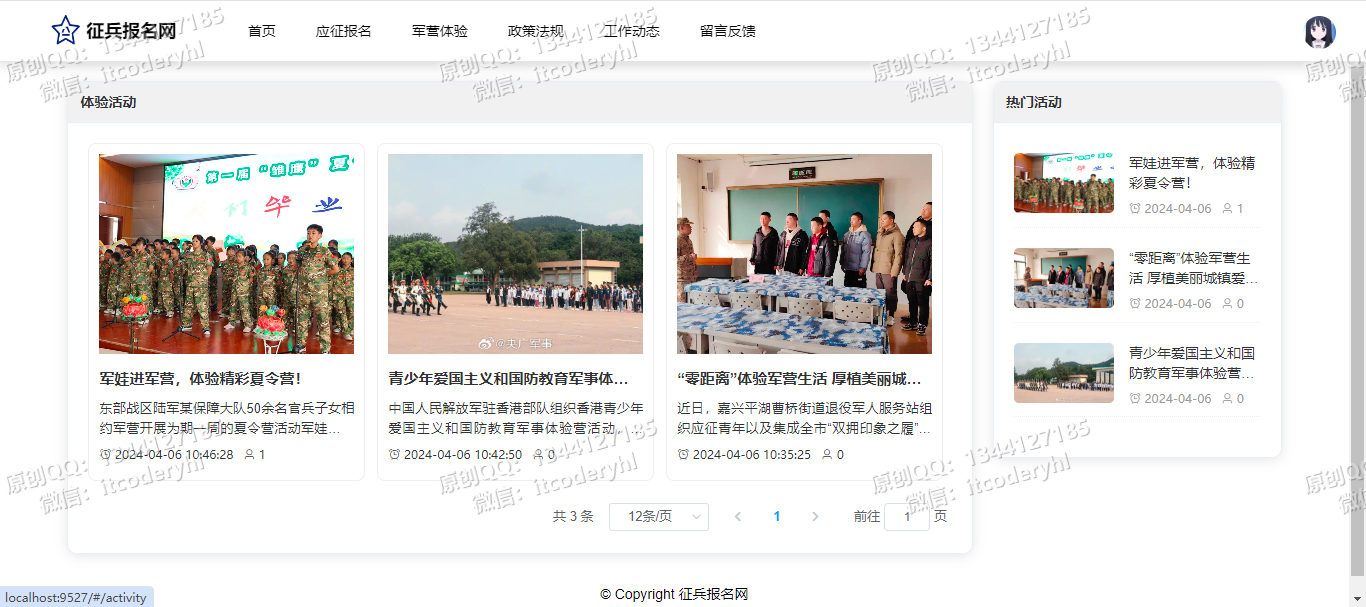 征兵报名网
首页
应征报名
军营体验
政策法规
工作动态
留言反馈
体验活动
第一届“雏鹰”夏
毕 业
军娃进军营，体验精彩夏令营！
东部战区陆军某保障大队50余名官兵子女相
约军营开展为期一周的夏令营活动军娃...
2024-04-06 10:46:28 1
@央广军事
青少年爱国主义和国防教育军事体...
中国人民解放军驻香港部队组织香港青少年
爱国主义和国防教育军事体验营活动，...
2024-04-06 10:42:50 0
“零距离”体验军营生活 厚植美丽城...
近日，嘉兴平湖曹桥街道退役军人服务站组
织应征青年以及集成全市“双拥印象之履”...
2024-04-06 10:35:25 0
共 3 条
12条/页
1
前往 1 页
热门活动
军娃进军营，体验精
彩夏令营！
2024-04-06 1
“零距离”体验军营生
活 厚植美丽城镇爱...
2024-04-06 0
青少年爱国主义和国
防教育军事体验营...
2024-04-06 0
© Copyright 征兵报名网
localhost:9527/#/activity
原创QQ：1344127185
微信：itcoderyhl
原创QQ：1344127185
微信：itcoderyhl
原创QQ：1344127185
微信：itcoderyhl
原创
微
原创QQ：1344127185
微信：itcoderyhl
原创QQ：1344127185
微信：itcoderyhl
原创QQ：1344127185
微信：itcoderyhl
原创
微